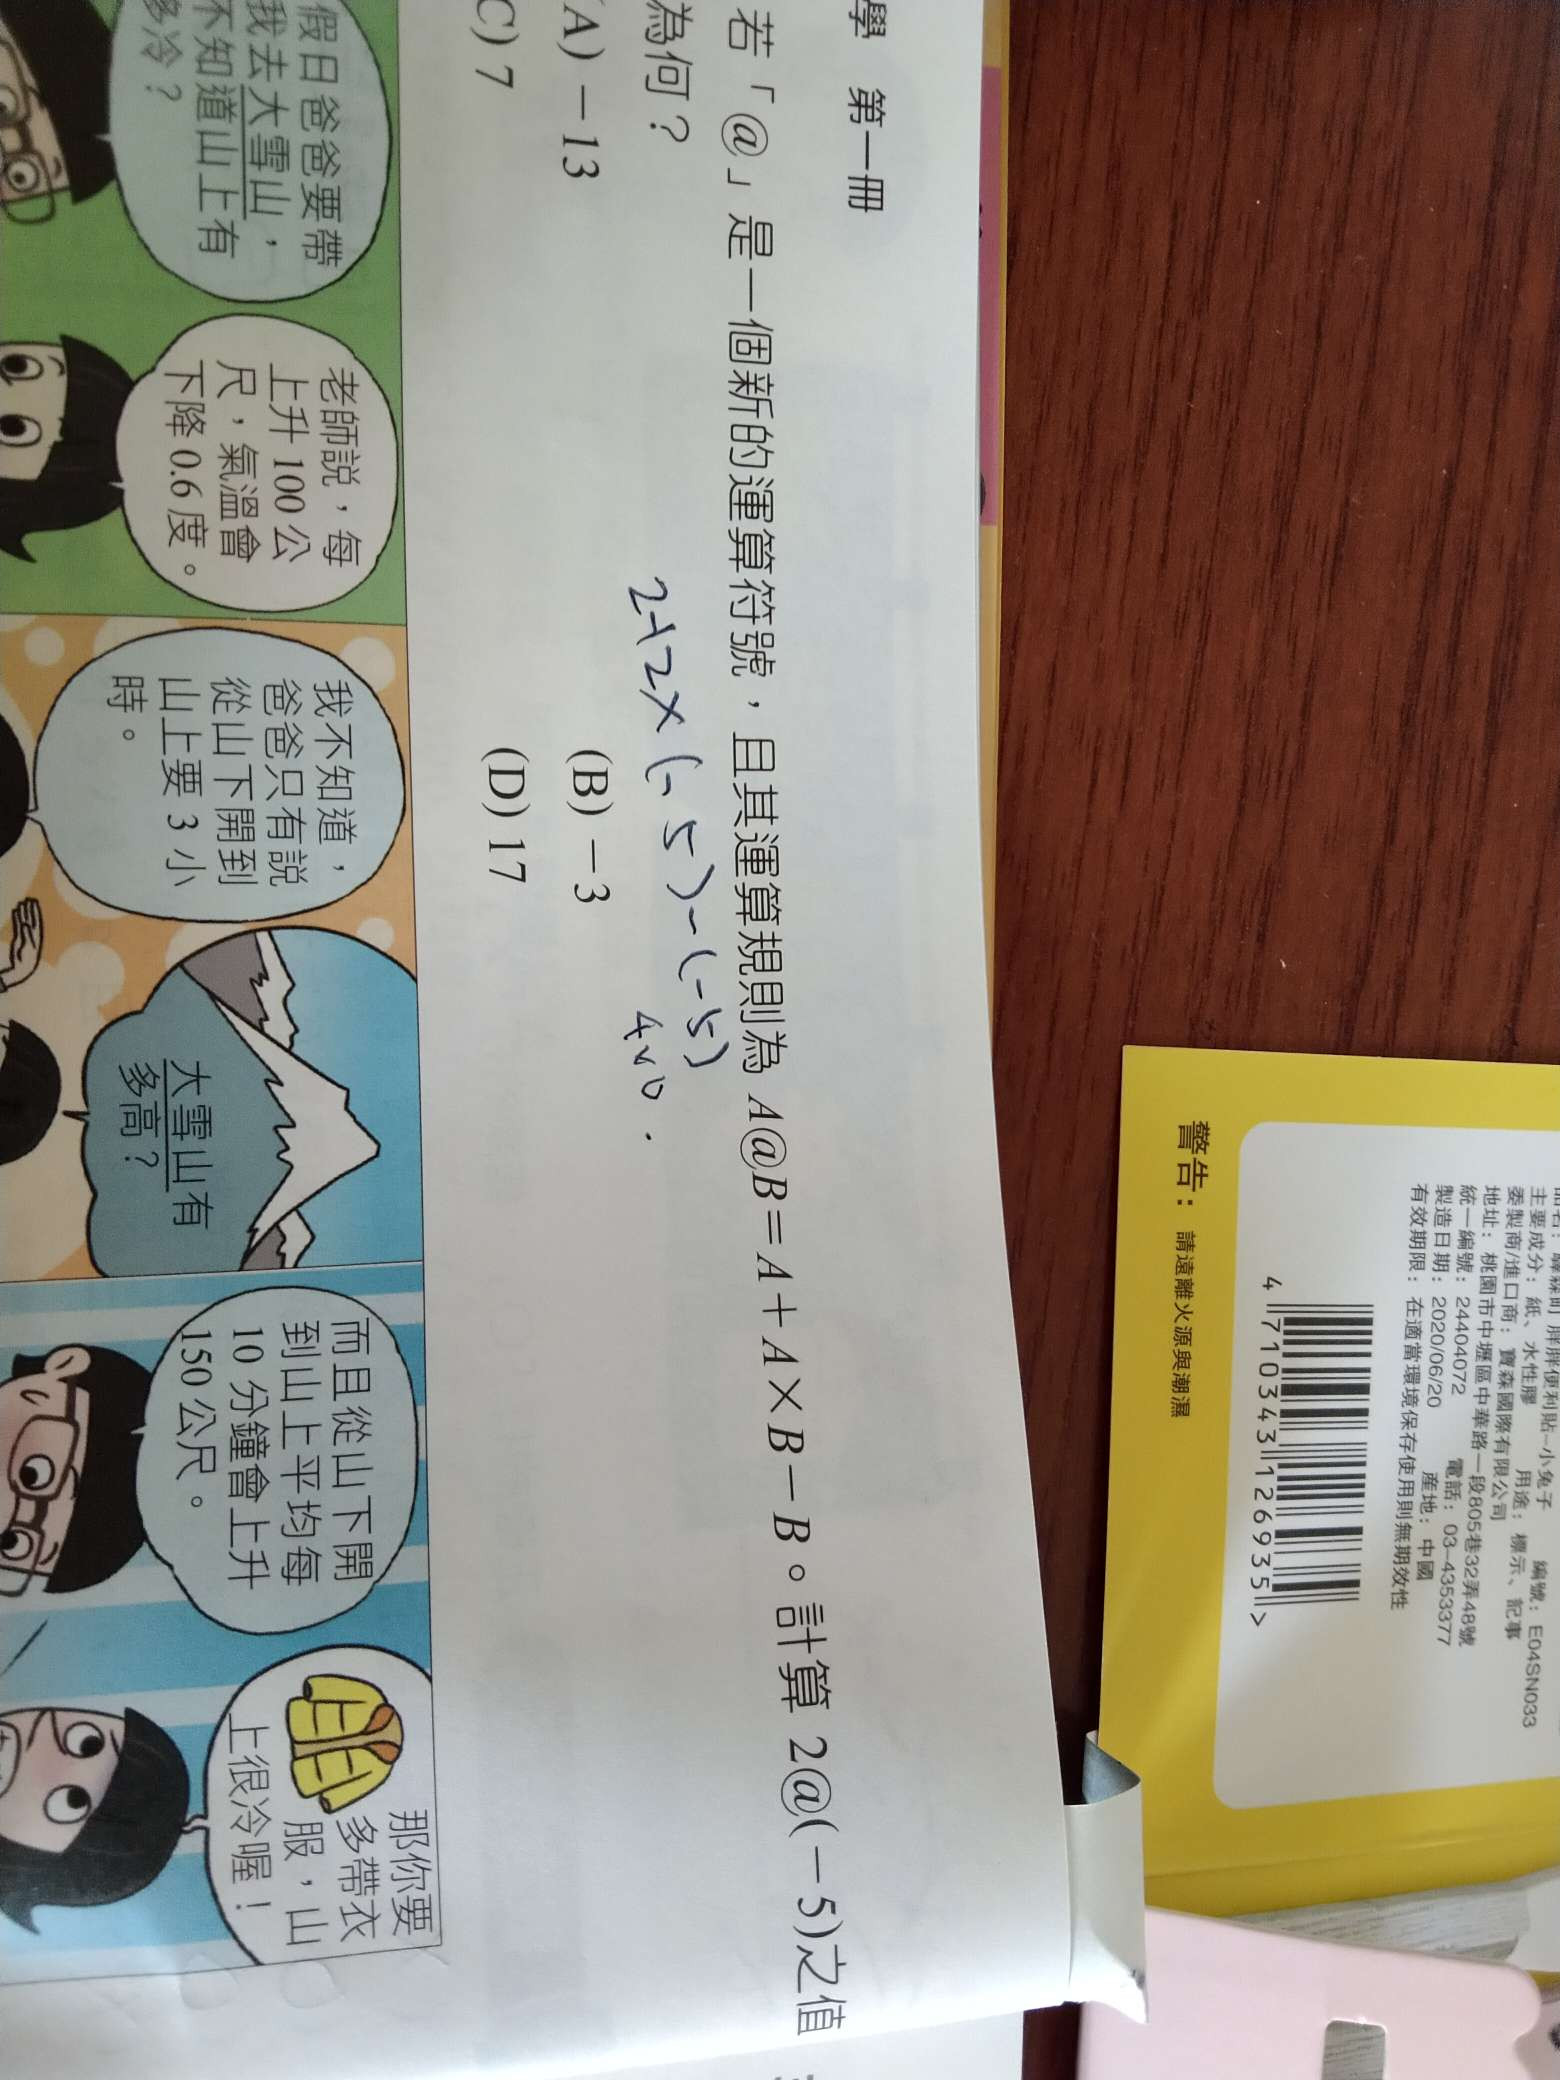 學 第一冊
若「@」是一個新的運算符號，且其運算規則為 A@B＝A＋A×B－B。計算 2@(－5)之值
為何？
2+2×(-5)-(-5)
A) －13
(B) －3
C) 7
(D) 17
假日爸爸要帶
我去大雪山，
不知道山上有
多冷？
老師說，每
上升 100 公
尺，氣溫會
下降 0.6 度。
我不知道，
爸爸只有說
從山下開到
山上要 3 小
時。
大雪山有
多高？
而且從山下開
到山上平均每
10 分鐘會上升
150 公尺。
那你要
多帶衣
服，山
上很冷喔！
主要成分：紙、水性膠 用途：標示、記事
委製商/進口商：寶森國際有限公司
地址：桃園市中壢區中華路一段805巷32弄48號
統一編號：24404072 電話：03-4353377
製造日期：2020/06/20 產地：中國
有效期限：在適當環境保存使用則無期效性
編號：E04SN033
4 710343 126935 >
警告：請遠離火源與潮濕